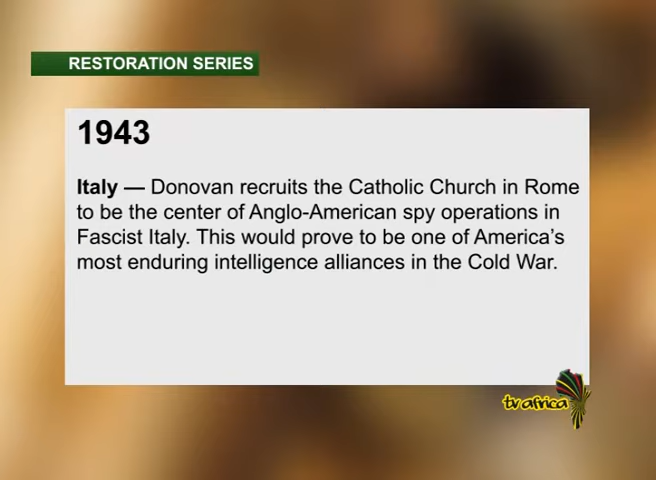 RESTORATION SERIES
1943
Italy — Donovan recruits the Catholic Church in Rome
to be the center of Anglo-American spy operations in
Fascist Italy. This would prove to be one of America’s
most enduring intelligence alliances in the Cold War.
tv africa